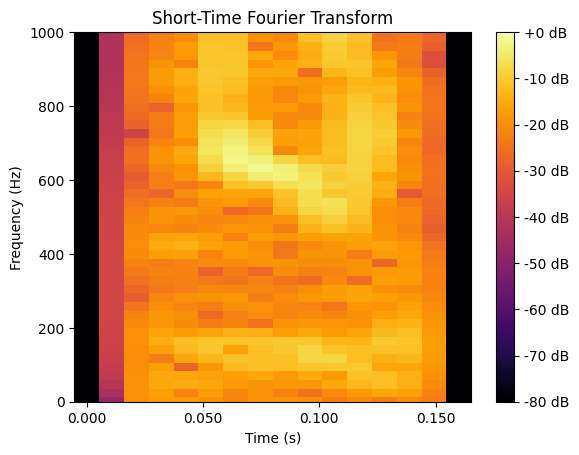 Short-Time Fourier Transform
1000
800
600
400
200
0
Frequency (Hz)
0.000
0.050
0.100
0.150
Time (s)
+0 dB
-10 dB
-20 dB
-30 dB
-40 dB
-50 dB
-60 dB
-70 dB
-80 dB